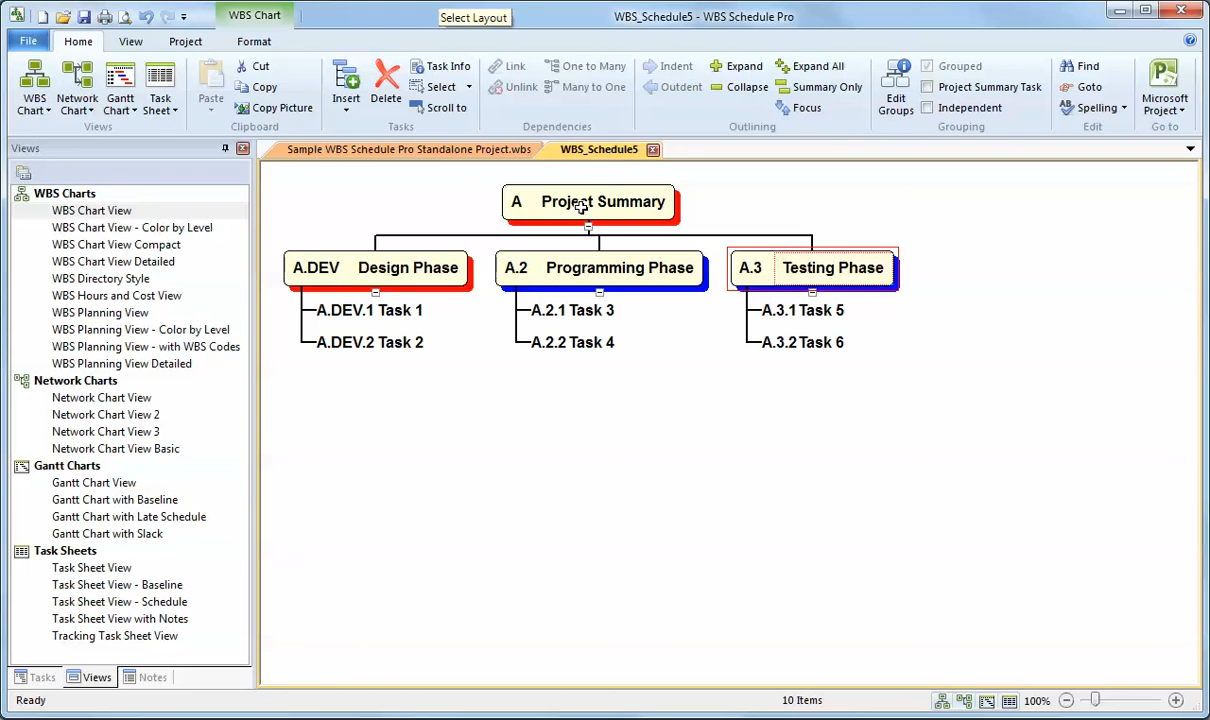 WBS Chart
Select Layout
WBS_Schedule5 - WBS Schedule Pro
File Home View Project Format
WBS Chart
Network Chart
Gantt Chart
Task Sheet
Views
Paste
Cut
Copy
Copy Picture
Clipboard
Insert
Delete
Task Info
Select
Scroll to
Tasks
Link
Unlink
One to Many
Many to One
Dependencies
Indent
Outdent
Expand
Collapse
Expand All
Summary Only
Focus
Outlining
Edit Groups
Grouped
Project Summary Task
Independent
Grouping
Find
Goto
Spelling
Edit
Microsoft Project
Go to
Views
Sample WBS Schedule Pro Standalone Project.wbs
WBS_Schedule5
WBS Charts
WBS Chart View
WBS Chart View - Color by Level
WBS Chart View Compact
WBS Chart View Detailed
WBS Directory Style
WBS Hours and Cost View
WBS Planning View
WBS Planning View - Color by Level
WBS Planning View - with WBS Codes
WBS Planning View Detailed
Network Charts
Network Chart View
Network Chart View 2
Network Chart View 3
Network Chart View Basic
Gantt Charts
Gantt Chart View
Gantt Chart with Baseline
Gantt Chart with Late Schedule
Gantt Chart with Slack
Task Sheets
Task Sheet View
Task Sheet View - Baseline
Task Sheet View - Schedule
Task Sheet View with Notes
Tracking Task Sheet View
Tasks Views Notes
A Project Summary
A.DEV Design Phase
A.2 Programming Phase
A.3 Testing Phase
A.DEV.1 Task 1
A.2.1 Task 3
A.3.1 Task 5
A.DEV.2 Task 2
A.2.2 Task 4
A.3.2 Task 6
Ready
10 Items
100%